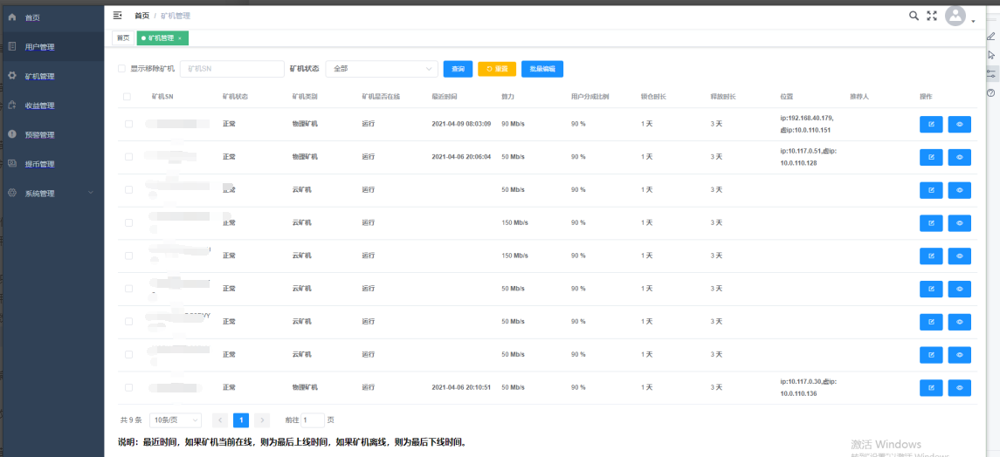 首页
用户管理
矿机管理
收益管理
预警管理
提币管理
系统管理
首页 / 矿机管理
首页
矿机管理 ×
显示移除矿机 矿机SN 矿机状态 全部 查询 重置 批量编辑
矿机SN 矿机状态 矿机类别 矿机是否在线 最近时间 算力 用户分成比例 锁仓时长 释放时长 位置 推荐人 操作
正常 物理矿机 运行 2021-04-09 08:03:09 90 Mb/s 90 % 1 天 3 天 ip:192.168.40.179,
虚ip:10.0.110.151
正常 物理矿机 运行 2021-04-06 20:06:04 50 Mb/s 90 % 1 天 3 天 ip:10.117.0.51,虚ip:
10.0.110.128
正常 云矿机 运行 50 Mb/s 90 % 1 天 3 天
正常 云矿机 运行 150 Mb/s 90 % 1 天 3 天
正常 云矿机 运行 150 Mb/s 90 % 1 天 3 天
正常 云矿机 运行 50 Mb/s 90 % 1 天 3 天
正常 云矿机 运行 50 Mb/s 90 % 1 天 3 天
正常 云矿机 运行 50 Mb/s 90 % 1 天 3 天
正常 物理矿机 运行 2021-04-06 20:10:51 50 Mb/s 90 % 1 天 3 天 ip:10.117.0.30,虚ip:
10.0.110.136
共 9 条 10条/页 < 1 > 前往 1 页
说明：最近时间，如果矿机当前在线，则为最后上线时间，如果矿机离线，则为最后下线时间。
激活 Windows
转到"设置"以激活 Windows